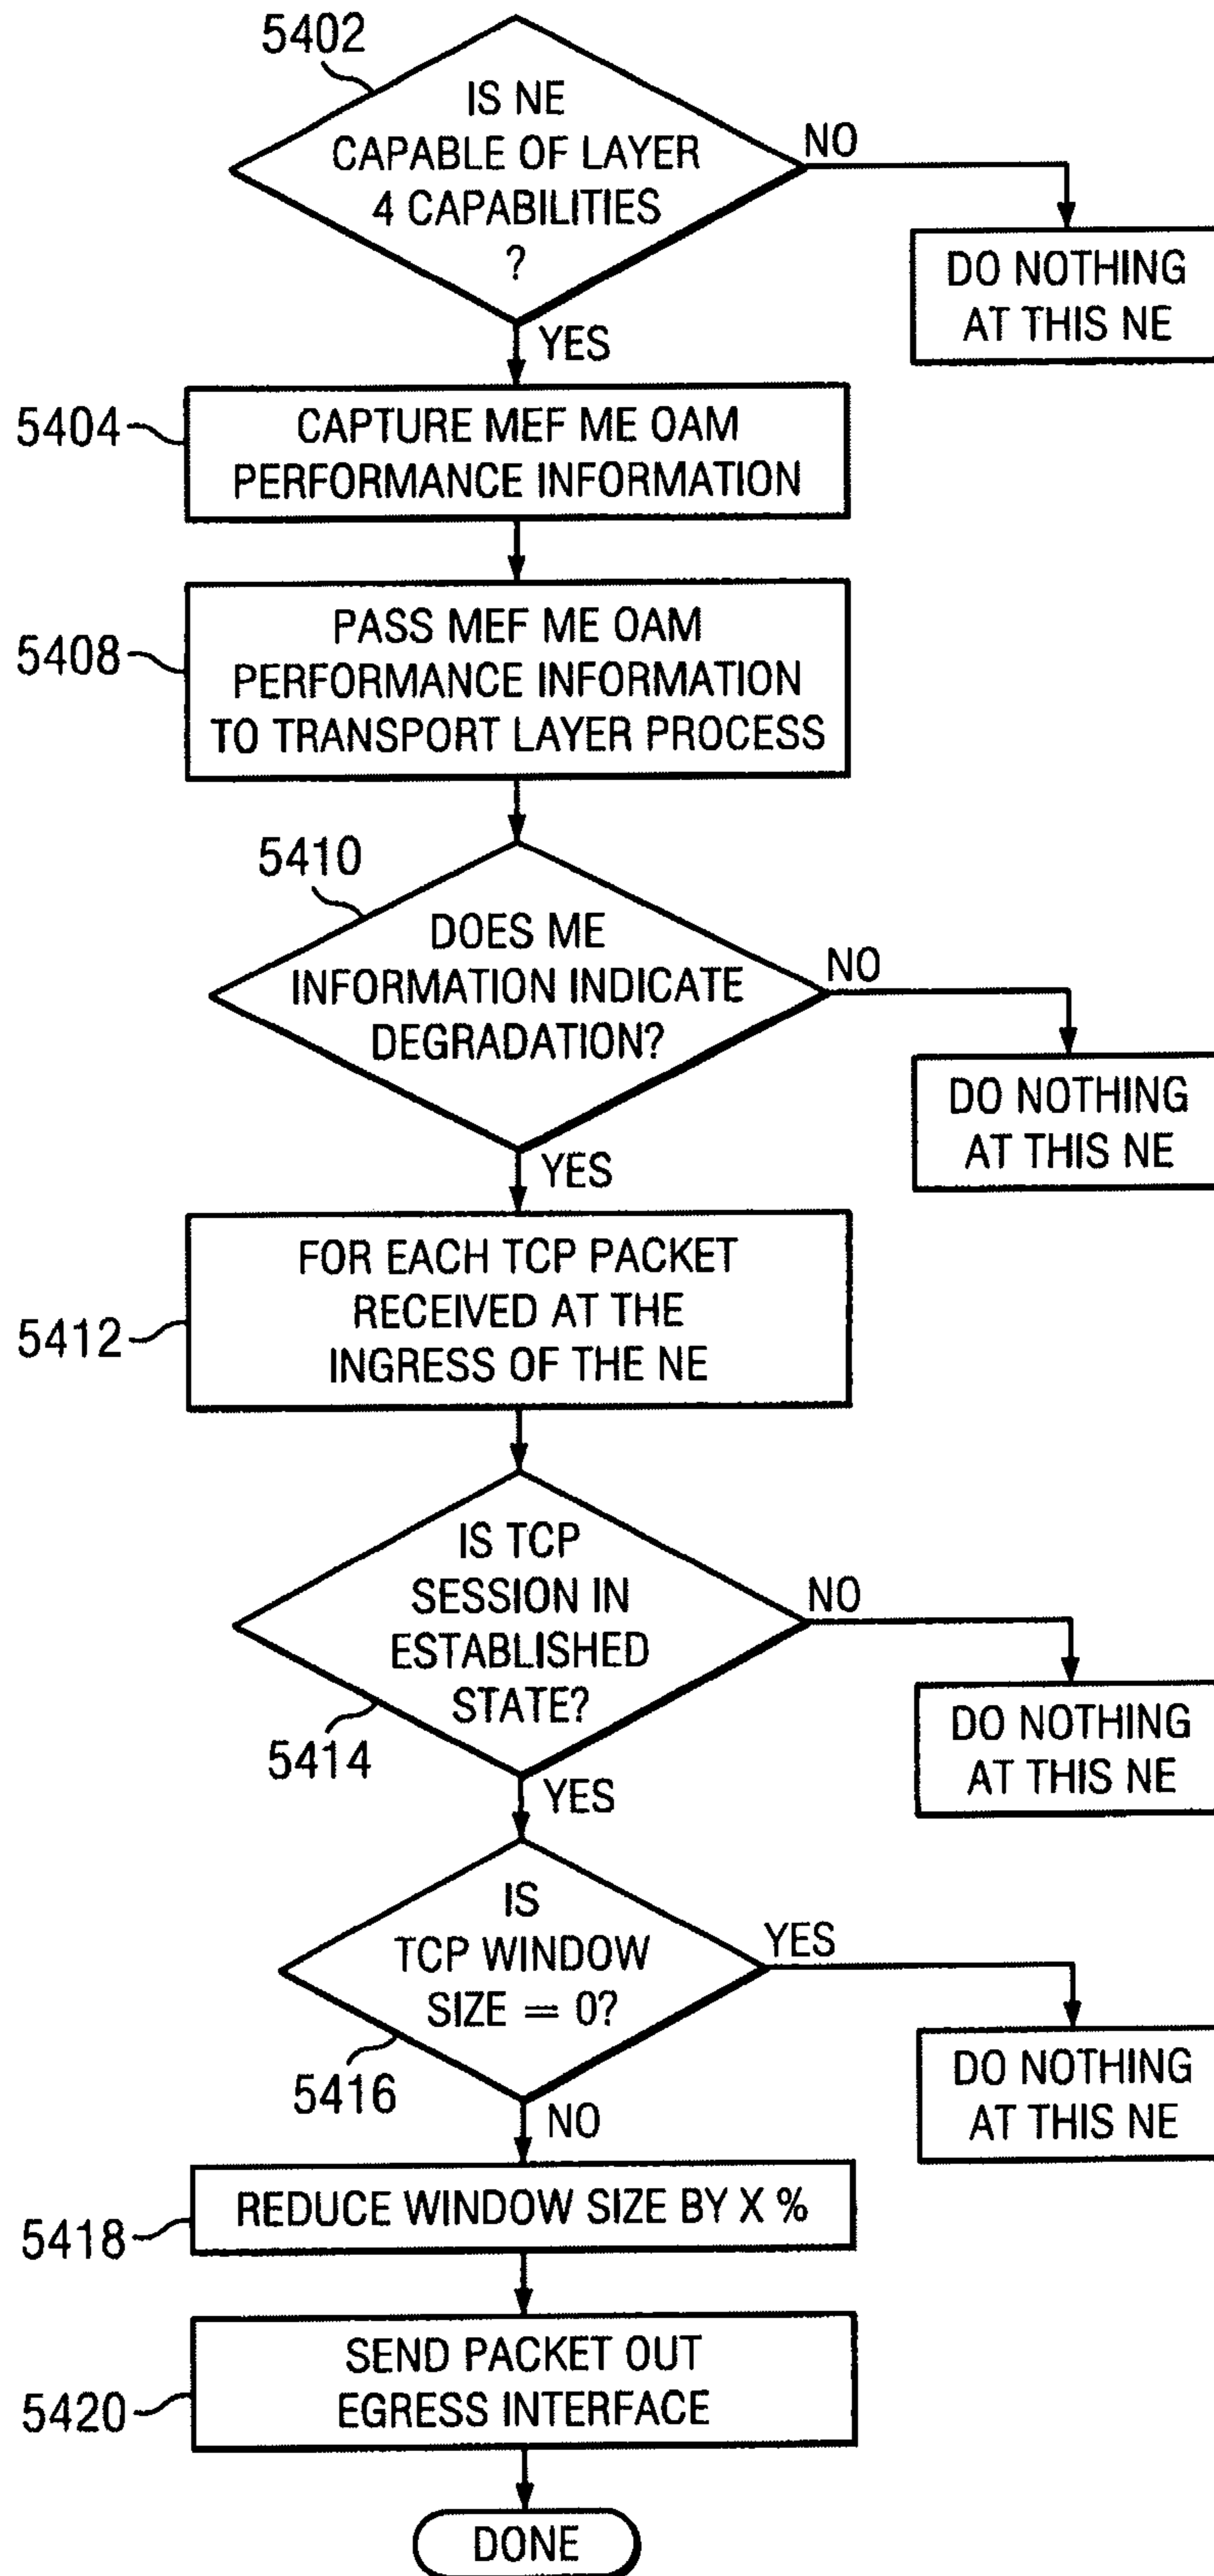 5402
IS NE
CAPABLE OF LAYER
4 CAPABILITIES
?
NO
DO NOTHING
AT THIS NE
YES
5404
CAPTURE MEF ME OAM
PERFORMANCE INFORMATION
5408
PASS MEF ME OAM
PERFORMANCE INFORMATION
TO TRANSPORT LAYER PROCESS
5410
DOES ME
INFORMATION INDICATE
DEGRADATION?
NO
DO NOTHING
AT THIS NE
YES
5412
FOR EACH TCP PACKET
RECEIVED AT THE
INGRESS OF THE NE
IS TCP
SESSION IN
ESTABLISHED
STATE?
5414
NO
DO NOTHING
AT THIS NE
YES
IS
TCP WINDOW
SIZE = 0?
5416
YES
DO NOTHING
AT THIS NE
NO
5418
REDUCE WINDOW SIZE BY X %
5420
SEND PACKET OUT
EGRESS INTERFACE
DONE